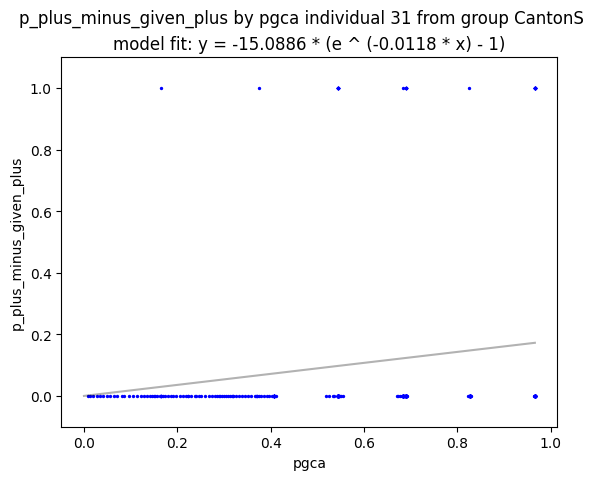 p_plus_minus_given_plus by pgca individual 31 from group CantonS
model fit: y = -15.0886 * (e ^ (-0.0118 * x) - 1)
1.0
0.8
0.6
0.4
0.2
0.0
p_plus_minus_given_plus
0.0 0.2 0.4 0.6 0.8 1.0
pgca